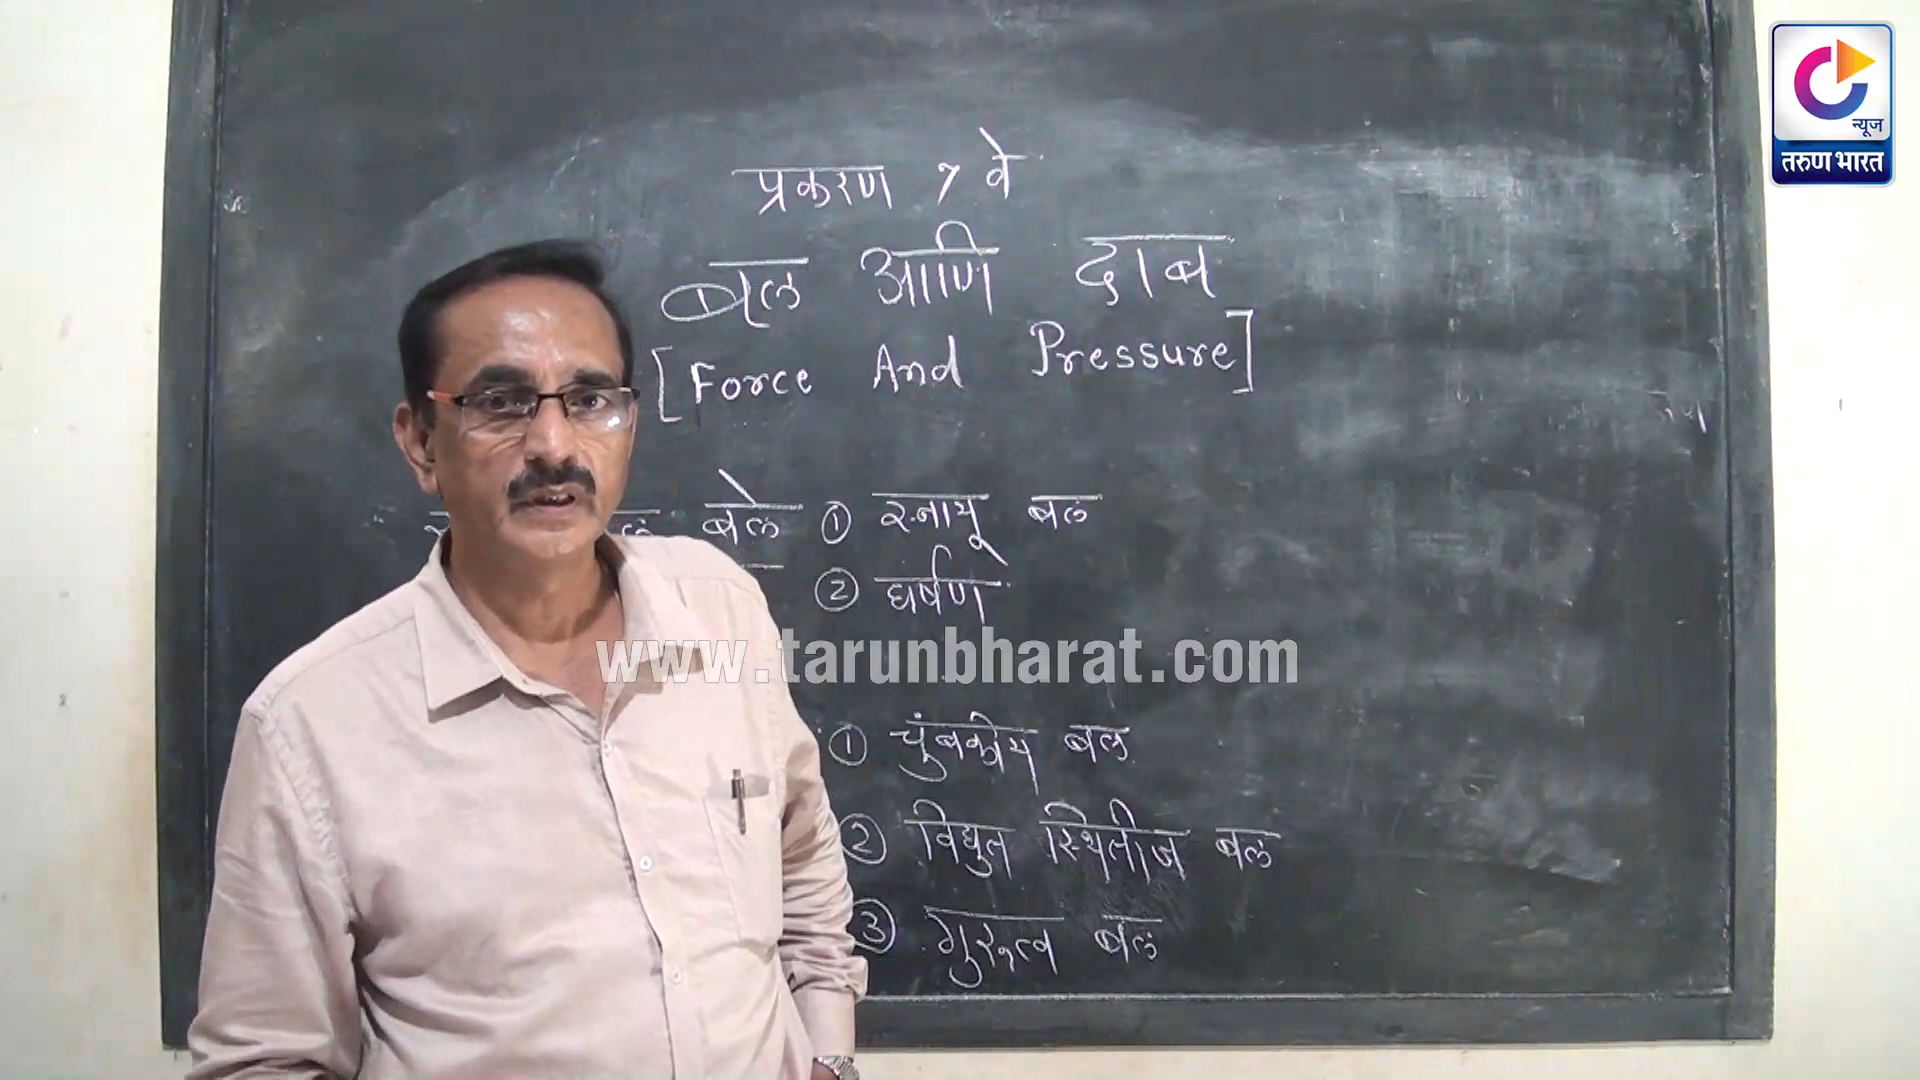 न्यूज
तरुण भारत
प्रकरण 7 वे
बल आणि दाब
[Force And Pressure]
बले ① स्नायू बल
② घर्षण
www.tarunbharat.com
① चुंबकीय बल
② विद्युत स्थितीज बल
③ गुरुत्व बल